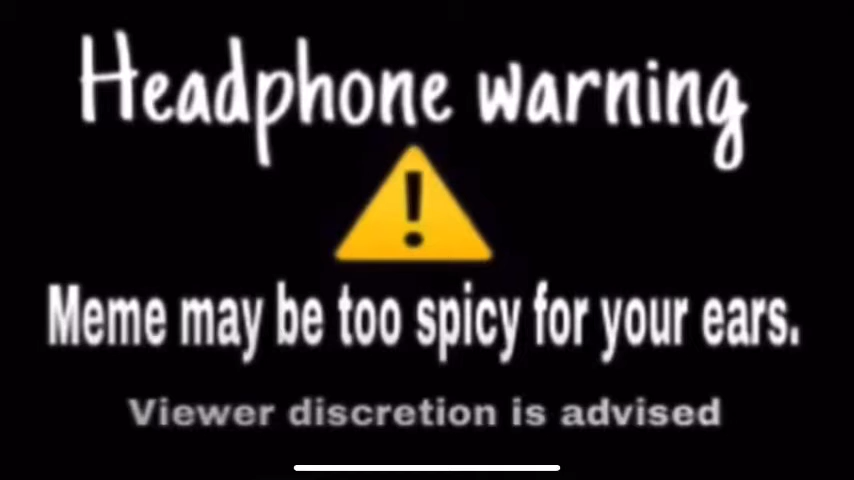 Headphone warning
Meme may be too spicy for your ears.
Viewer discretion is advised